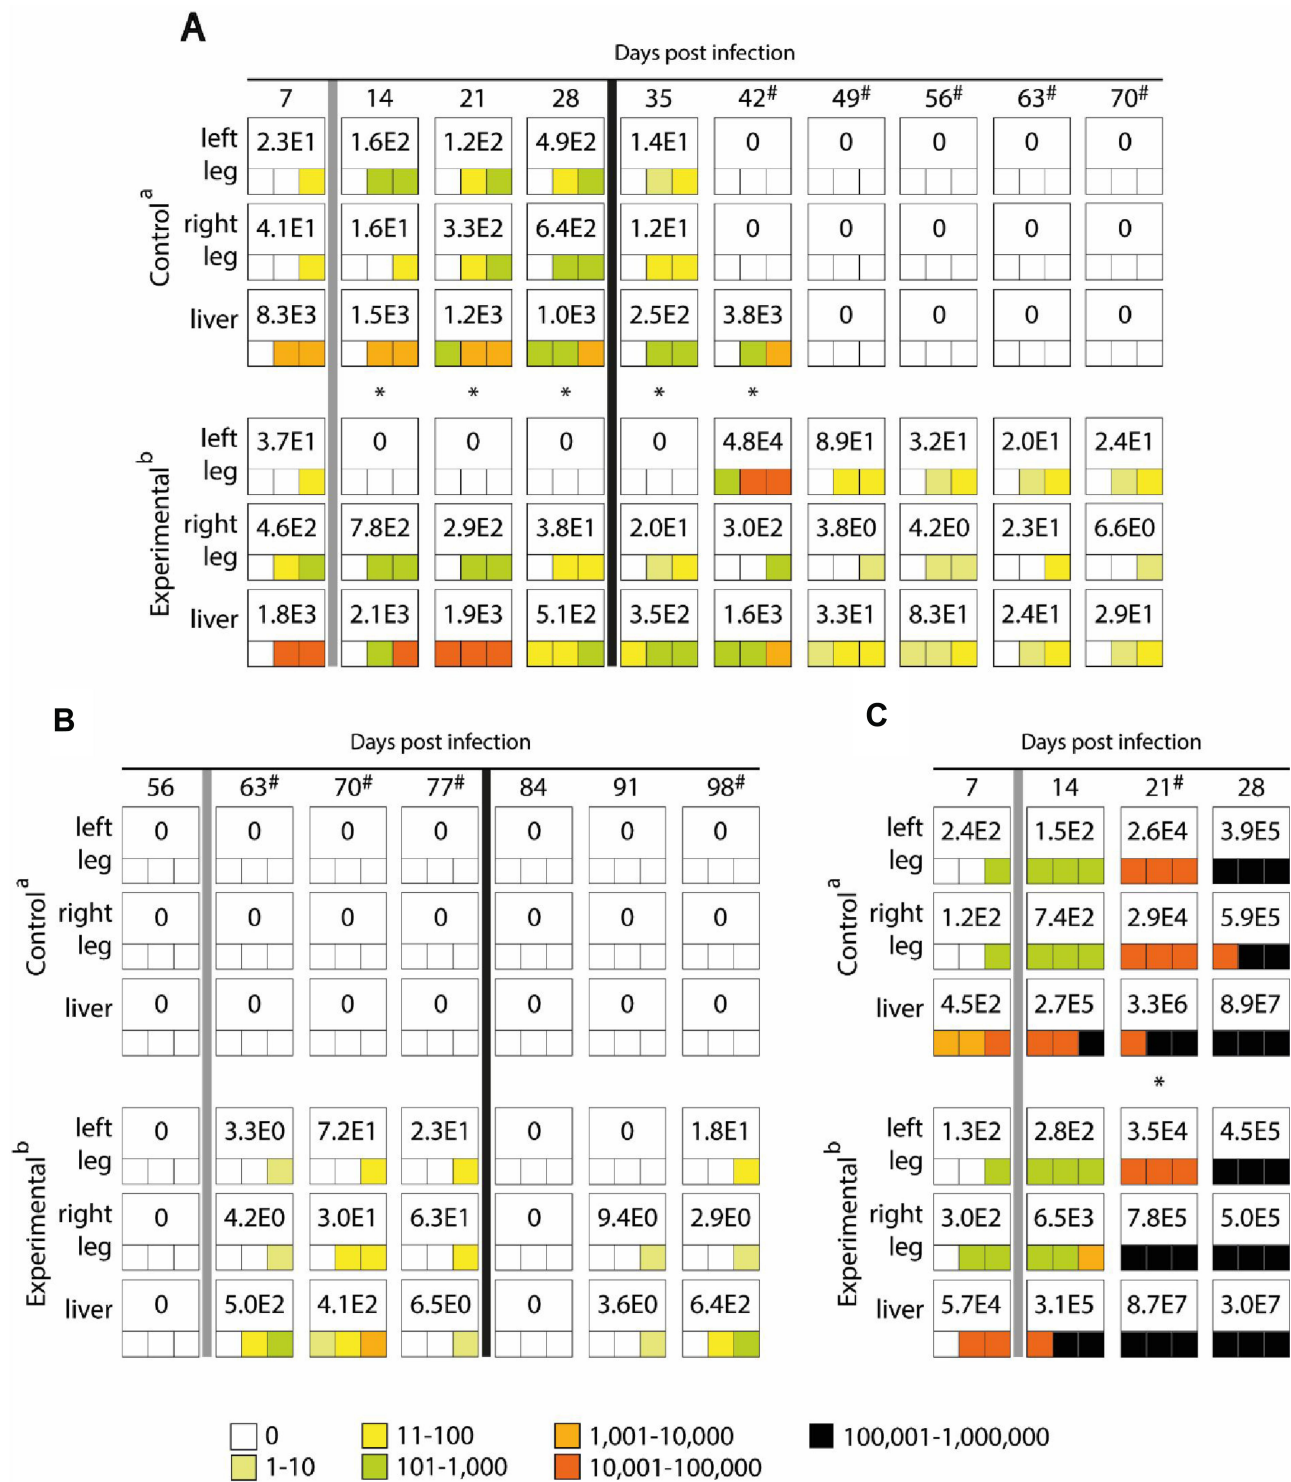 A
Days post infection
7 14 21 28 35 42# 49# 56# 63# 70#
Control a
left leg 2.3E1 1.6E2 1.2E2 4.9E2 1.4E1 0 0 0 0 0
right leg 4.1E1 1.6E1 3.3E2 6.4E2 1.2E1 0 0 0 0 0
liver 8.3E3 1.5E3 1.2E3 1.0E3 2.5E2 3.8E3 0 0 0 0
* * * * *
Experimental b
left leg 3.7E1 0 0 0 0 4.8E4 8.9E1 3.2E1 2.0E1 2.4E1
right leg 4.6E2 7.8E2 2.9E2 3.8E1 2.0E1 3.0E2 3.8E0 4.2E0 2.3E1 6.6E0
liver 1.8E3 2.1E3 1.9E3 5.1E2 3.5E2 1.6E3 3.3E1 8.3E1 2.4E1 2.9E1
B
Days post infection
56 63# 70# 77# 84 91 98#
Control a
left leg 0 0 0 0 0 0 0
right leg 0 0 0 0 0 0 0
liver 0 0 0 0 0 0 0
Experimental b
left leg 0 3.3E0 7.2E1 2.3E1 0 0 1.8E1
right leg 0 4.2E0 3.0E1 6.3E1 0 9.4E0 2.9E0
liver 0 5.0E2 4.1E2 6.5E0 0 3.6E0 6.4E2
C
Days post infection
7 14 21# 28
Control a
left leg 2.4E2 1.5E2 2.6E4 3.9E5
right leg 1.2E2 7.4E2 2.9E4 5.9E5
liver 4.5E2 2.7E5 3.3E6 8.9E7
*
Experimental b
left leg 1.3E2 2.8E2 3.5E4 4.5E5
right leg 3.0E2 6.5E3 7.8E5 5.0E5
liver 5.7E4 3.1E5 8.7E7 3.0E7
0 11-100 1,001-10,000 100,001-1,000,000
1-10 101-1,000 10,001-100,000